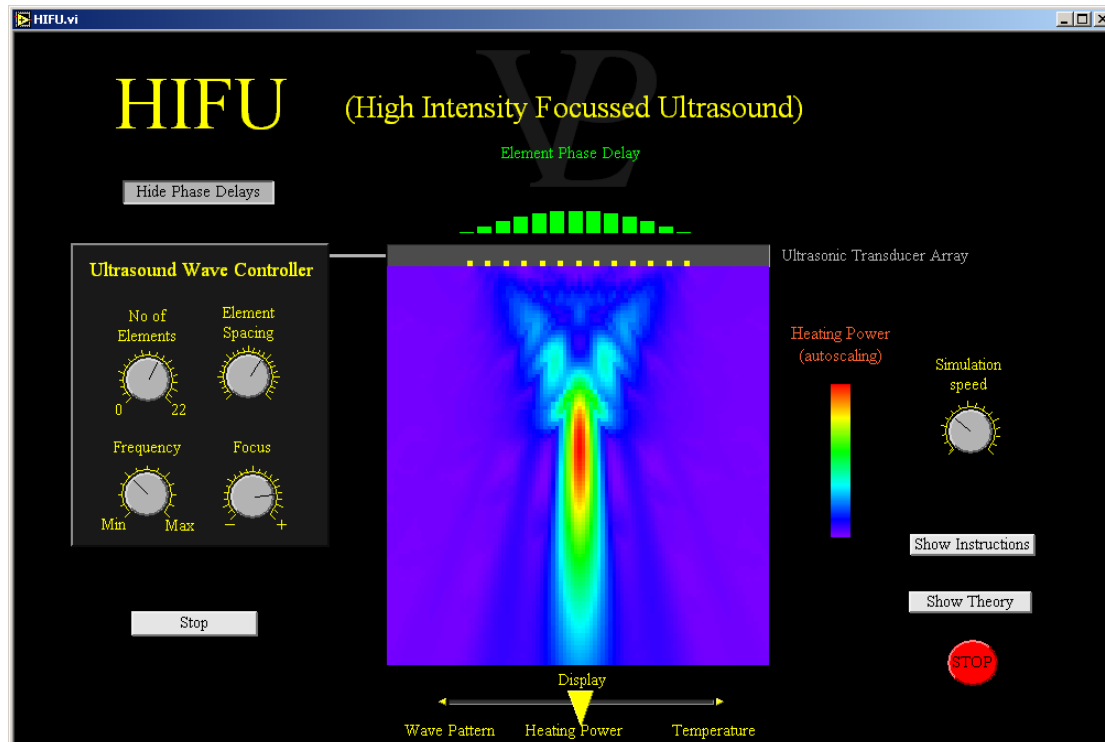 HIFU.vi
HIFU
(High Intensity Focussed Ultrasound)
VPL
Element Phase Delay
Hide Phase Delays
Ultrasonic Transducer Array
Ultrasound Wave Controller
No of
Elements
0
22
Element
Spacing
Frequency
Min
Max
Focus
–
+
Heating Power
(autoscaling)
Simulation
speed
Show Instructions
Show Theory
Stop
STOP
Display
Wave Pattern
Heating Power
Temperature